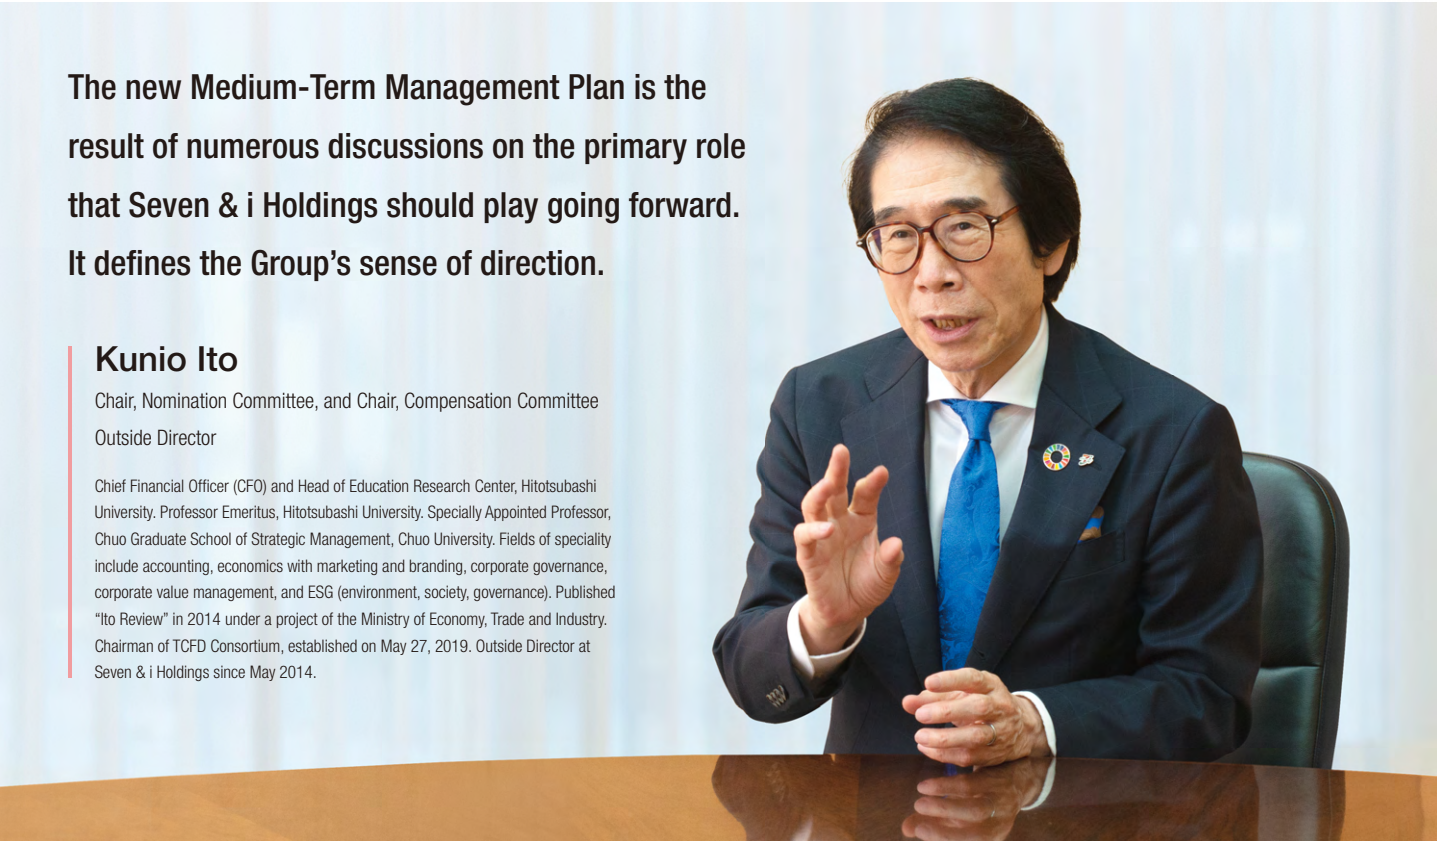 The new Medium-Term Management Plan is the
result of numerous discussions on the primary role
that Seven & i Holdings should play going forward.
It defines the Group’s sense of direction.
Kunio Ito
Chair, Nomination Committee, and Chair, Compensation Committee
Outside Director
Chief Financial Officer (CFO) and Head of Education Research Center, Hitotsubashi
University. Professor Emeritus, Hitotsubashi University. Specially Appointed Professor,
Chuo Graduate School of Strategic Management, Chuo University. Fields of speciality
include accounting, economics with marketing and branding, corporate governance,
corporate value management, and ESG (environment, society, governance). Published
“Ito Review” in 2014 under a project of the Ministry of Economy, Trade and Industry.
Chairman of TCFD Consortium, established on May 27, 2019. Outside Director at
Seven & i Holdings since May 2014.